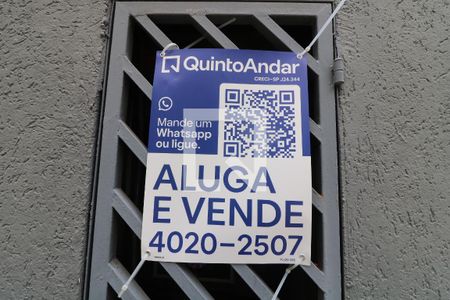 QuintoAndar
CRECI-SP J24.344
Mande um
Whatsapp
ou ligue.
ALUGA
E VENDE
4020-2507